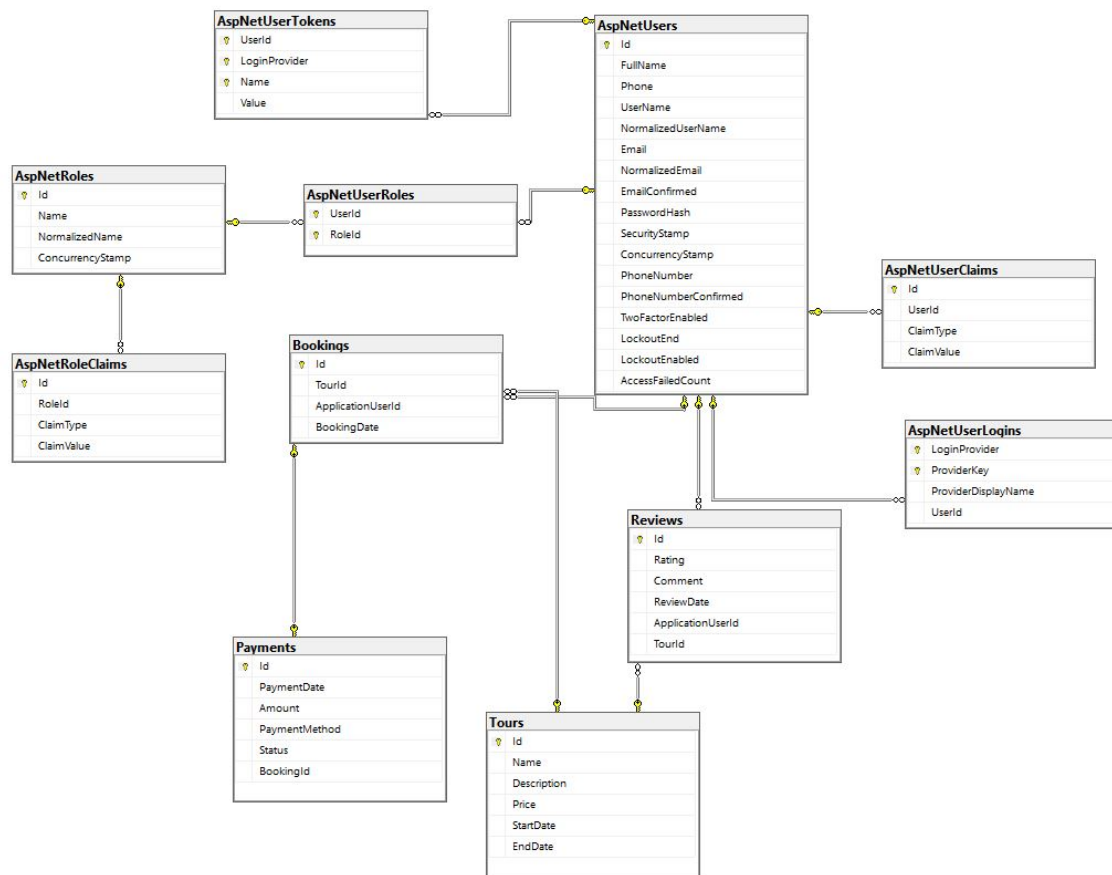 AspNetUserTokens
UserId
LoginProvider
Name
Value
AspNetUsers
Id
FullName
Phone
UserName
NormalizedUserName
Email
NormalizedEmail
EmailConfirmed
PasswordHash
SecurityStamp
ConcurrencyStamp
PhoneNumber
PhoneNumberConfirmed
TwoFactorEnabled
LockoutEnd
LockoutEnabled
AccessFailedCount
AspNetRoles
Id
Name
NormalizedName
ConcurrencyStamp
AspNetUserRoles
UserId
RoleId
AspNetUserClaims
Id
UserId
ClaimType
ClaimValue
Bookings
Id
TourId
ApplicationUserId
BookingDate
AspNetRoleClaims
Id
RoleId
ClaimType
ClaimValue
AspNetUserLogins
LoginProvider
ProviderKey
ProviderDisplayName
UserId
Reviews
Id
Rating
Comment
ReviewDate
ApplicationUserId
TourId
Payments
Id
PaymentDate
Amount
PaymentMethod
Status
BookingId
Tours
Id
Name
Description
Price
StartDate
EndDate